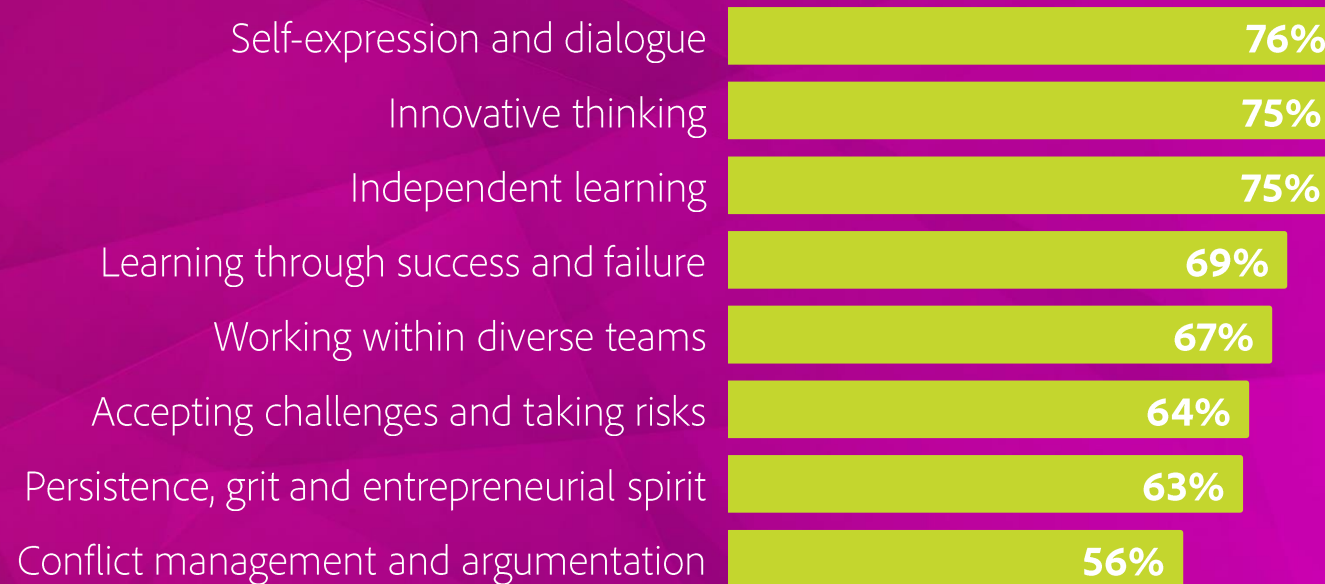 Self-expression and dialogue 76%
Innovative thinking 75%
Independent learning 75%
Learning through success and failure 69%
Working within diverse teams 67%
Accepting challenges and taking risks 64%
Persistence, grit and entrepreneurial spirit 63%
Conflict management and argumentation 56%